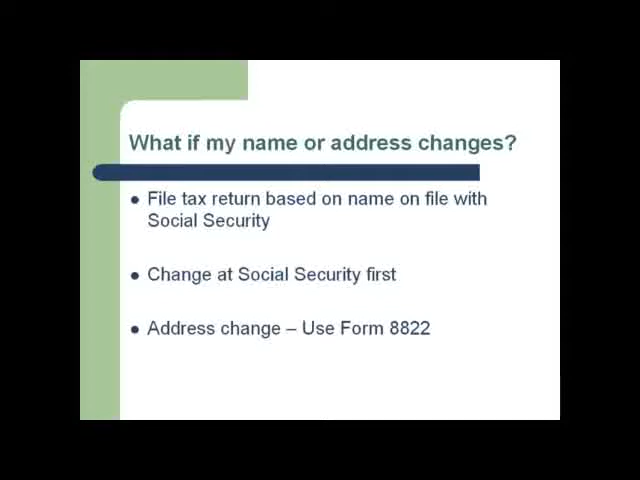 What if my name or address changes?
● File tax return based on name on file with
Social Security
● Change at Social Security first
● Address change – Use Form 8822